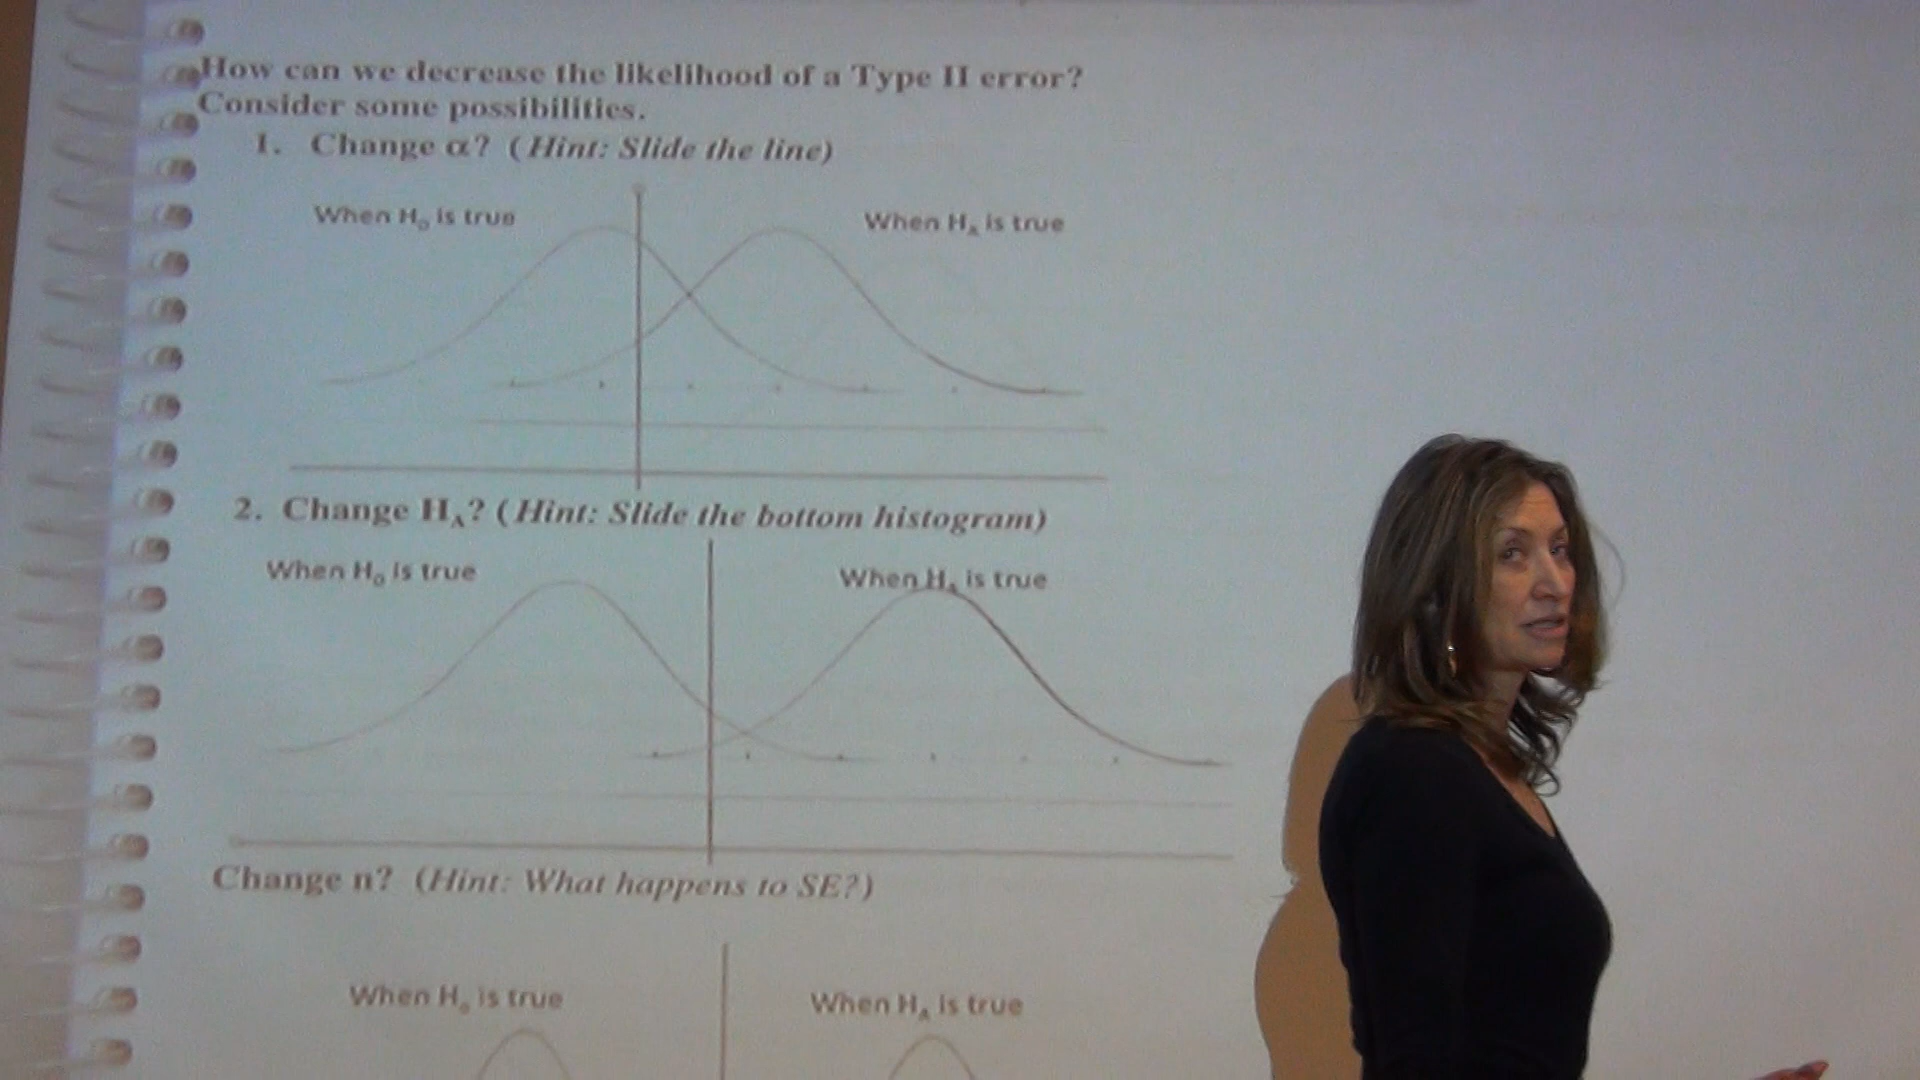 How can we decrease the likelihood of a Type II error?
Consider some possibilities.
1. Change α? (Hint: Slide the line)
When H₀ is true
When Hₐ is true
2. Change Hₐ? (Hint: Slide the bottom histogram)
When H₀ is true
When Hₐ is true
Change n? (Hint: What happens to SE?)
When H₀ is true
When Hₐ is true